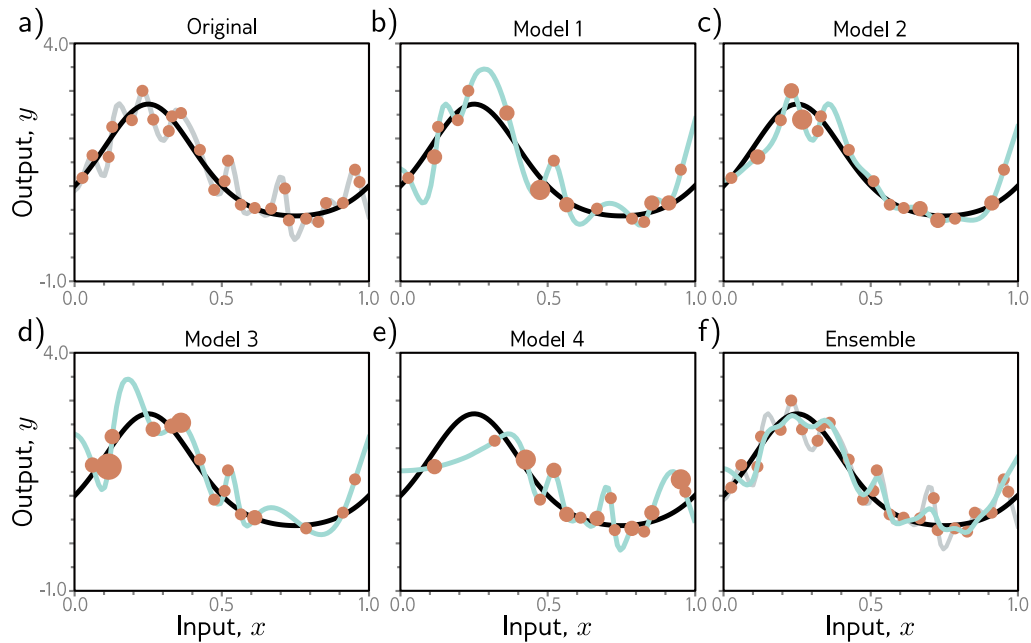 a) Original
b) Model 1
c) Model 2
4.0
Output, y
-1.0
0.0 0.5 1.0
0.0 0.5 1.0
0.0 0.5 1.0
d) Model 3
e) Model 4
f) Ensemble
4.0
Output, y
-1.0
0.0 0.5 1.0
0.0 0.5 1.0
0.0 0.5 1.0
Input, x
Input, x
Input, x